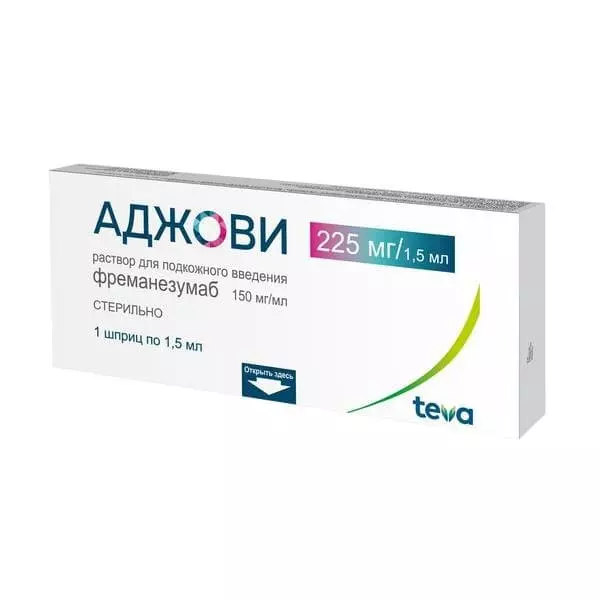 АДЖОВИ 225 мг/1,5 мл
раствор для подкожного введения
фреманезумаб 150 мг/мл
СТЕРИЛЬНО
1 шприц по 1,5 мл
Открыть здесь
teva